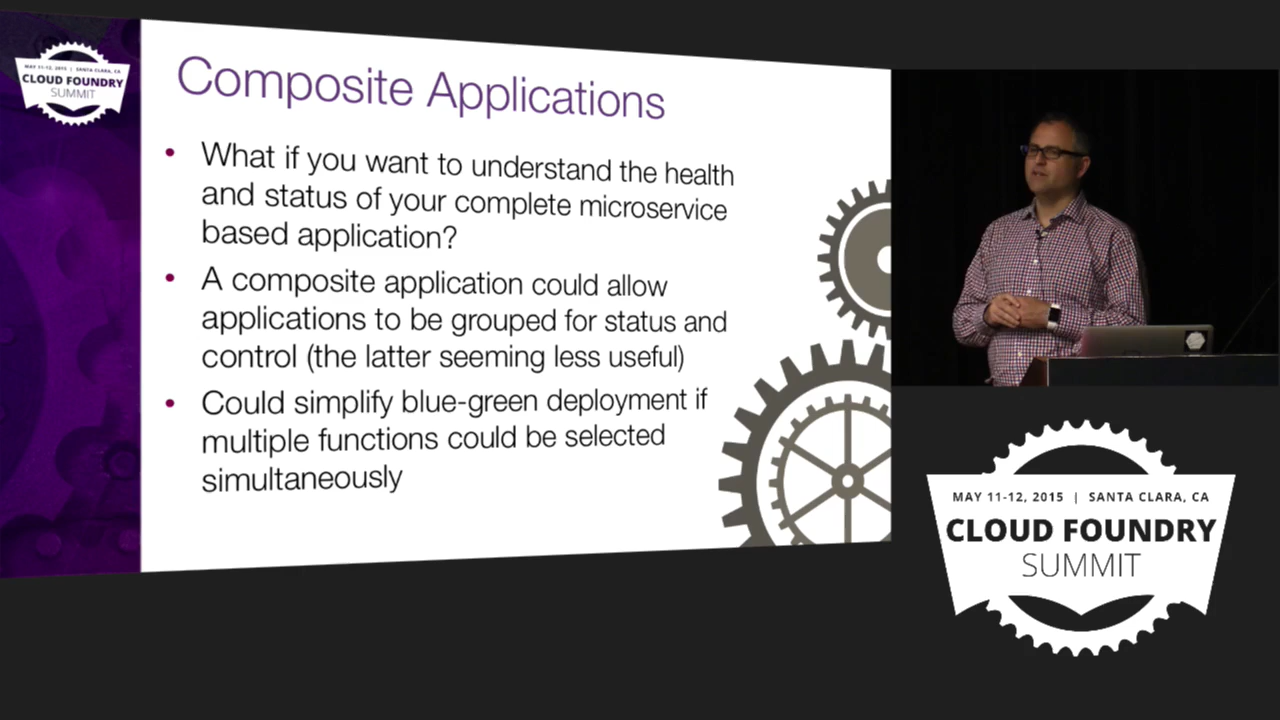 MAY 11-12, 2015 | SANTA CLARA, CA
CLOUD FOUNDRY
SUMMIT
Composite Applications
• What if you want to understand the health
and status of your complete microservice
based application?
• A composite application could allow
applications to be grouped for status and
control (the latter seeming less useful)
• Could simplify blue-green deployment if
multiple functions could be selected
simultaneously
MAY 11-12, 2015 | SANTA CLARA, CA
CLOUD FOUNDRY
SUMMIT